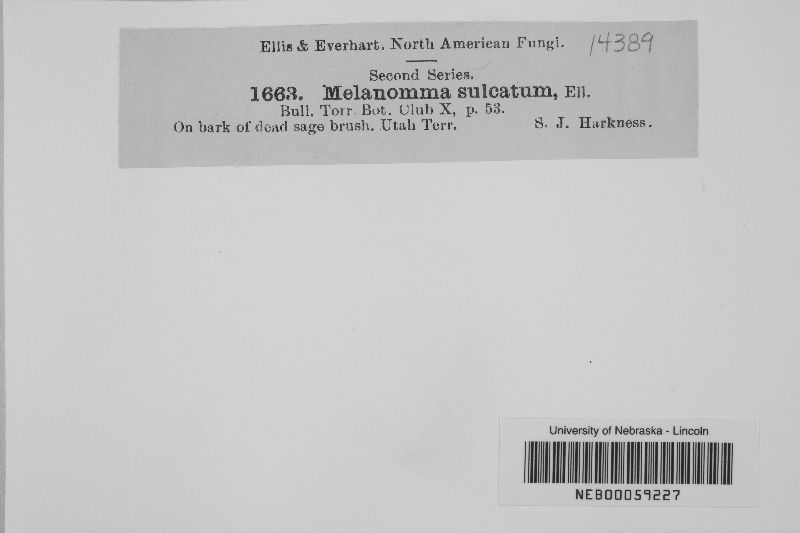 Ellis & Everhart. North American Fungi. 14389
Second Series.
1663. Melanomma sulcatum, Ell.
Bull. Torr. Bot. Club X, p. 53.
On bark of dead sage brush. Utah Terr. S. J. Harkness.
University of Nebraska - Lincoln
NEB00059227